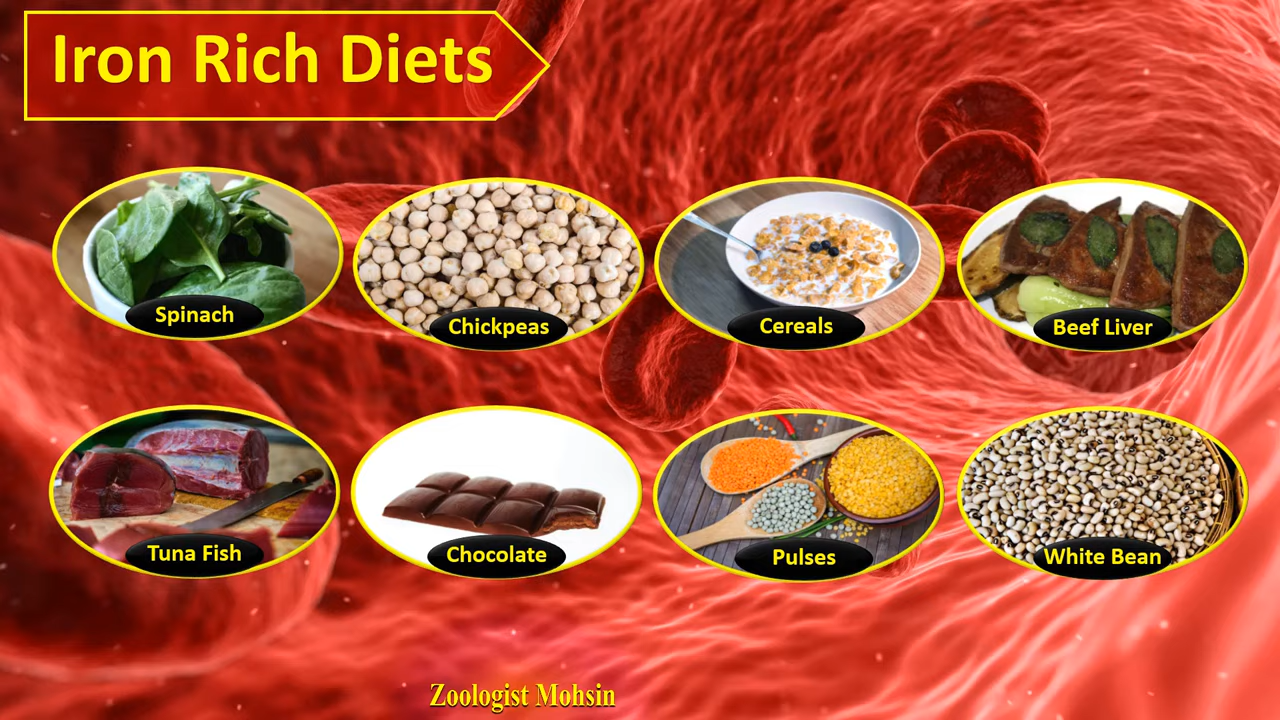 Iron Rich Diets
Spinach
Chickpeas
Cereals
Beef Liver
Tuna Fish
Chocolate
Pulses
White Bean
Zoologist Mohsin